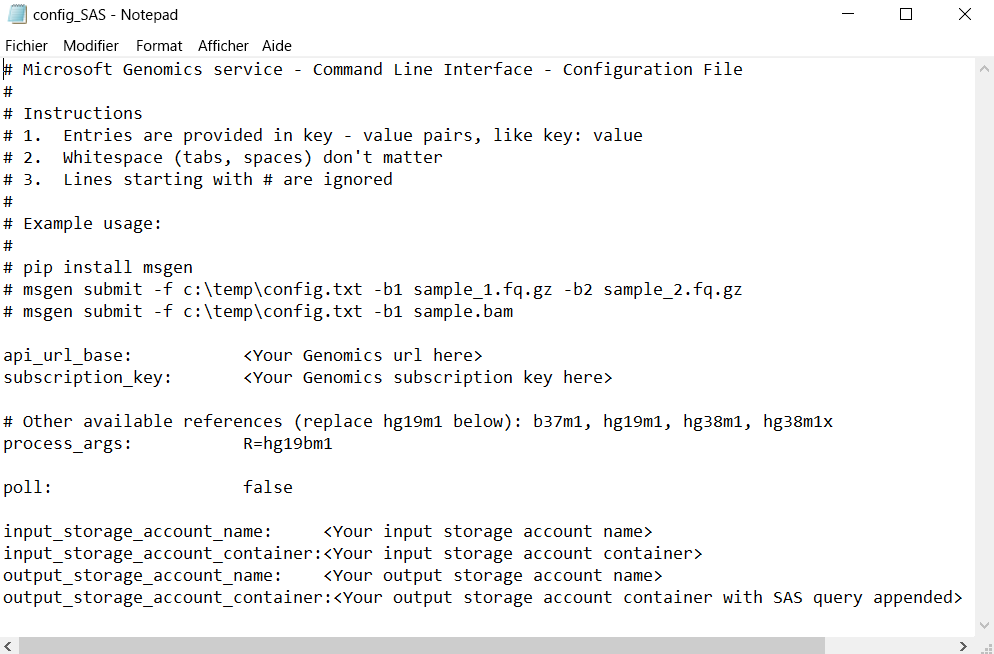 config_SAS - Notepad
Fichier Modifier Format Afficher Aide
# Microsoft Genomics service - Command Line Interface - Configuration File
#
# Instructions
# 1.  Entries are provided in key - value pairs, like key: value
# 2.  Whitespace (tabs, spaces) don't matter
# 3.  Lines starting with # are ignored
#
# Example usage:
#
# pip install msgen
# msgen submit -f c:\temp\config.txt -b1 sample_1.fq.gz -b2 sample_2.fq.gz
# msgen submit -f c:\temp\config.txt -b1 sample.bam
api_url_base:           <Your Genomics url here>
subscription_key:       <Your Genomics subscription key here>
# Other available references (replace hg19m1 below): b37m1, hg19m1, hg38m1, hg38m1x
process_args:           R=hg19bm1
poll:                   false
input_storage_account_name:     <Your input storage account name>
input_storage_account_container:<Your input storage account container>
output_storage_account_name:    <Your output storage account name>
output_storage_account_container:<Your output storage account container with SAS query appended>